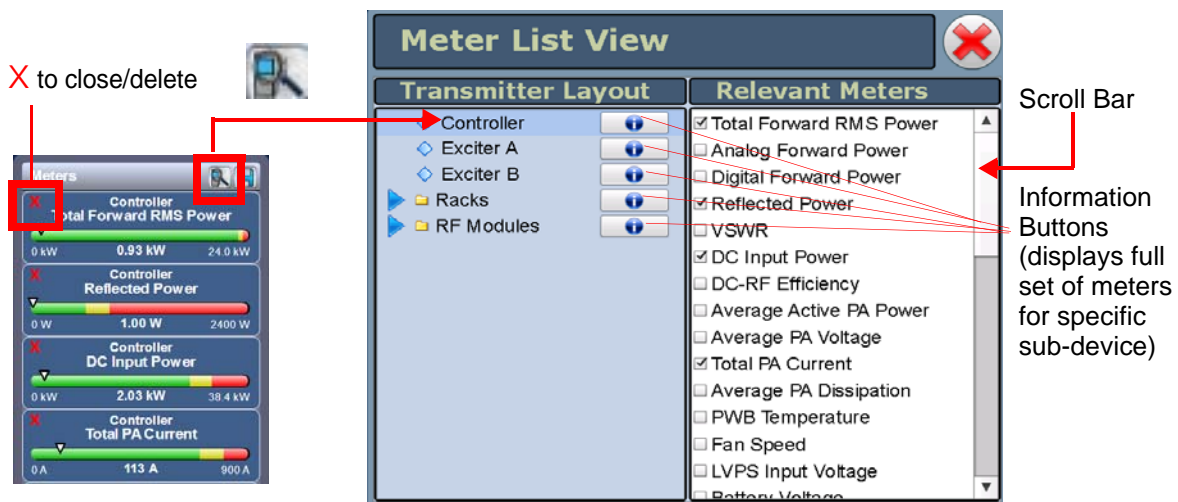 X to close/delete
Meters
X Controller
Total Forward RMS Power
0 kW 0.93 kW 24.0 kW
X Controller
Reflected Power
0 W 1.00 W 2400 W
X Controller
DC Input Power
0 kW 2.03 kW 38.4 kW
X Controller
Total PA Current
0 A 113 A 900 A
Meter List View
Transmitter Layout
Controller
Exciter A
Exciter B
Racks
RF Modules
Relevant Meters
Total Forward RMS Power
Analog Forward Power
Digital Forward Power
Reflected Power
VSWR
DC Input Power
DC-RF Efficiency
Average Active PA Power
Average PA Voltage
Total PA Current
Average PA Dissipation
PWB Temperature
Fan Speed
LVPS Input Voltage
Battery Voltage
Scroll Bar
Information
Buttons
(displays full
set of meters
for specific
sub-device)